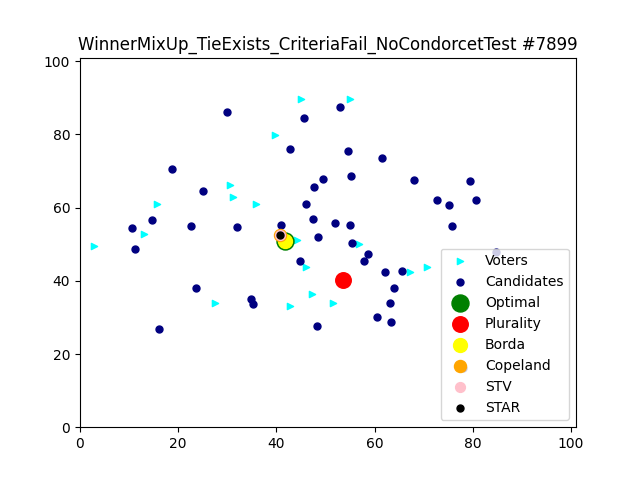 WinnerMixUp_TieExists_CriteriaFail_NoCondorcetTest #7899
100
80
60
40
20
0
0 20 40 60 80 100
Voters
Candidates
Optimal
Plurality
Borda
Copeland
STV
STAR